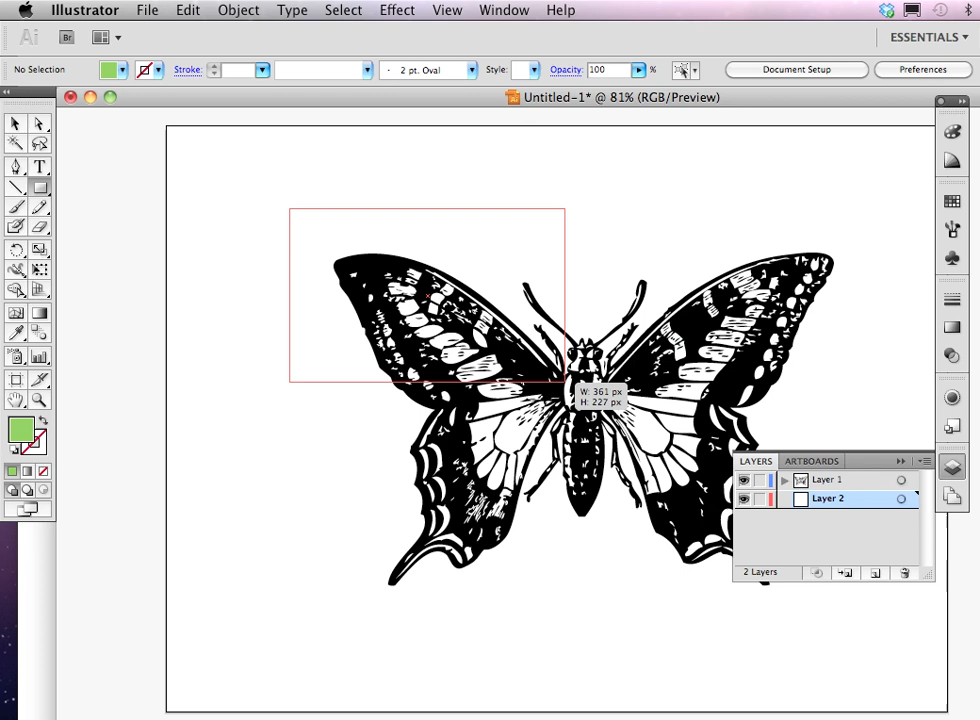 Illustrator File Edit Object Type Select Effect View Window Help
Ai Br ESSENTIALS
No Selection Stroke: 2 pt. Oval Style: Opacity: 100 % Document Setup Preferences
Untitled-1* @ 81% (RGB/Preview)
T
W: 361 px
H: 227 px
LAYERS ARTBOARDS
Layer 1
Layer 2
2 Layers